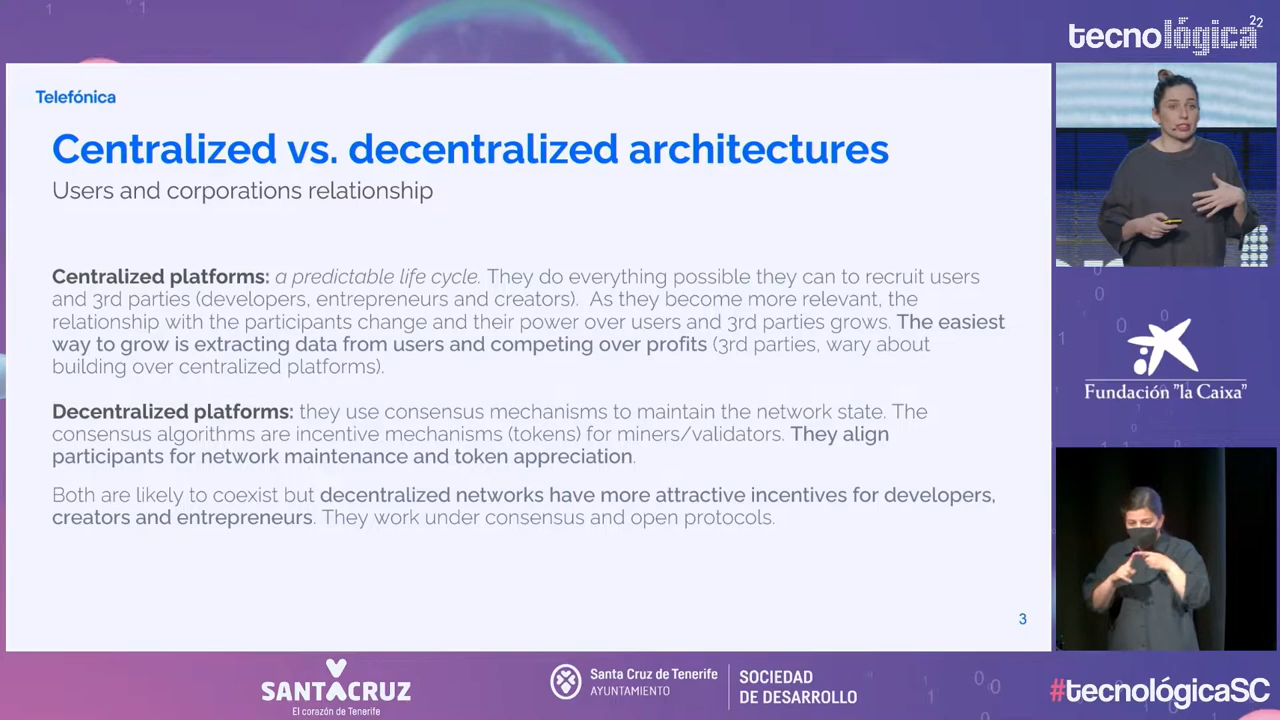 tecnológica22
Telefónica
Centralized vs. decentralized architectures
Users and corporations relationship
Centralized platforms: a predictable life cycle. They do everything possible they can to recruit users
and 3rd parties (developers, entrepreneurs and creators).  As they become more relevant, the
relationship with the participants change and their power over users and 3rd parties grows. The easiest
way to grow is extracting data from users and competing over profits (3rd parties, wary about
building over centralized platforms).
Decentralized platforms: they use consensus mechanisms to maintain the network state. The
consensus algorithms are incentive mechanisms (tokens) for miners/validators. They align
participants for network maintenance and token appreciation.
Both are likely to coexist but decentralized networks have more attractive incentives for developers,
creators and entrepreneurs. They work under consensus and open protocols.
3
Fundación "la Caixa"
SANTACRUZ
El corazón de Tenerife
Santa Cruz de Tenerife
AYUNTAMIENTO
SOCIEDAD
DE DESARROLLO
#tecnológicaSC